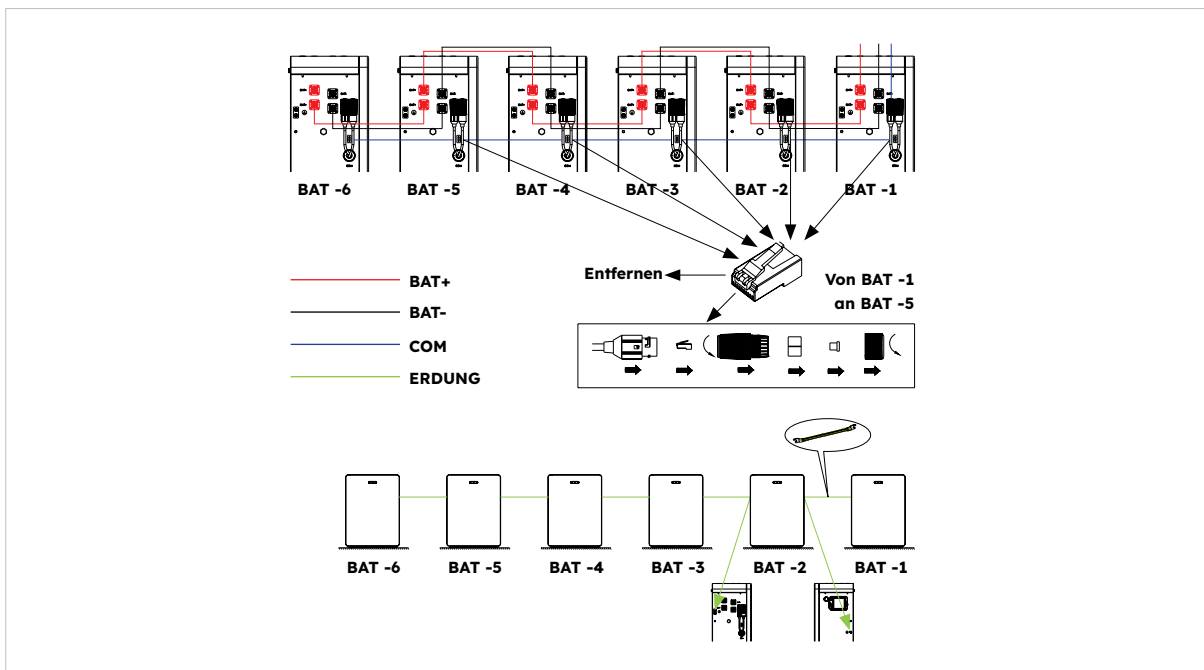 BAT -6
BAT -5
BAT -4
BAT -3
BAT -2
BAT -1
Entfernen
Von BAT -1
an BAT -5
BAT+
BAT-
COM
ERDUNG
BAT -6
BAT -5
BAT -4
BAT -3
BAT -2
BAT -1